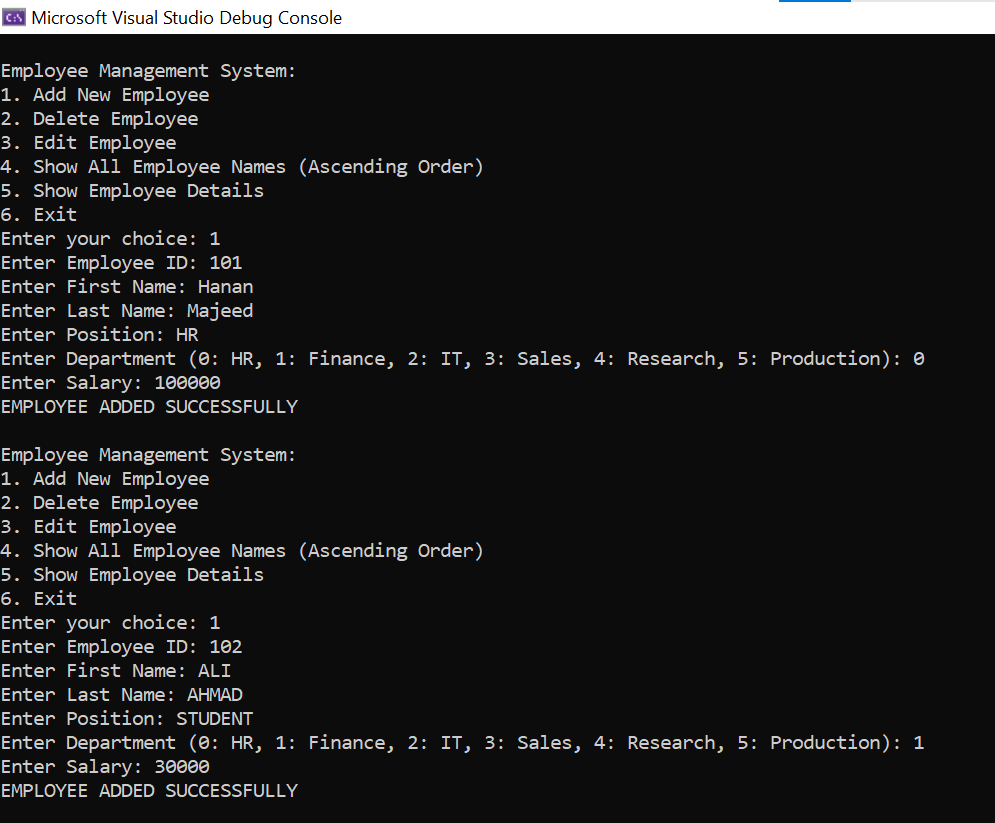 Microsoft Visual Studio Debug Console
Employee Management System:
1. Add New Employee
2. Delete Employee
3. Edit Employee
4. Show All Employee Names (Ascending Order)
5. Show Employee Details
6. Exit
Enter your choice: 1
Enter Employee ID: 101
Enter First Name: Hanan
Enter Last Name: Majeed
Enter Position: HR
Enter Department (0: HR, 1: Finance, 2: IT, 3: Sales, 4: Research, 5: Production): 0
Enter Salary: 100000
EMPLOYEE ADDED SUCCESSFULLY
Employee Management System:
1. Add New Employee
2. Delete Employee
3. Edit Employee
4. Show All Employee Names (Ascending Order)
5. Show Employee Details
6. Exit
Enter your choice: 1
Enter Employee ID: 102
Enter First Name: ALI
Enter Last Name: AHMAD
Enter Position: STUDENT
Enter Department (0: HR, 1: Finance, 2: IT, 3: Sales, 4: Research, 5: Production): 1
Enter Salary: 30000
EMPLOYEE ADDED SUCCESSFULLY